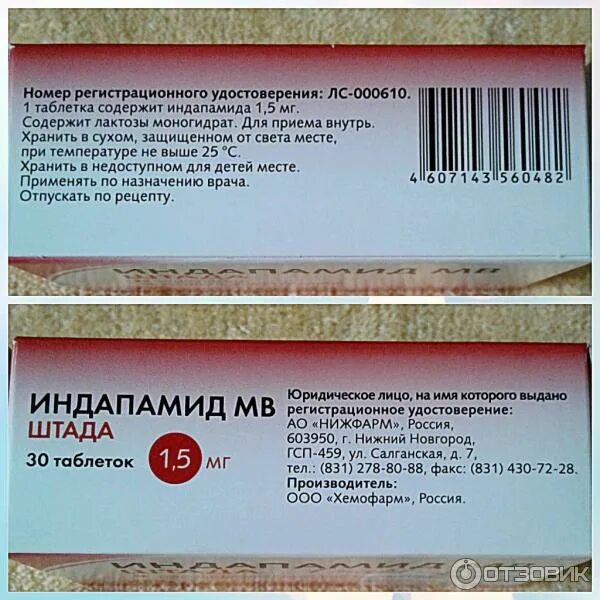 Номер регистрационного удостоверения: ЛС-000610.
1 таблетка содержит индапамида 1,5 мг.
Содержит лактозы моногидрат. Для приема внутрь.
Хранить в сухом, защищенном от света месте,
при температуре не выше 25 °C.
Хранить в недоступном для детей месте.
Применять по назначению врача.
Отпускать по рецепту.
4 607143 560482
ИНДАПАМИД МВ
ШТАДА
ИНДАПАМИД МВ
ШТАДА
30 таблеток 1,5 мг
Юридическое лицо, на имя которого выдано
регистрационное удостоверение:
АО «НИЖФАРМ», Россия,
603950, г. Нижний Новгород,
ГСП-459, ул. Салганская, д. 7,
тел.: (831) 278-80-88, факс: (831) 430-72-28.
Производитель:
ООО «Хемофарм», Россия.
ИНДАПАМИД
ОТЗОВИК